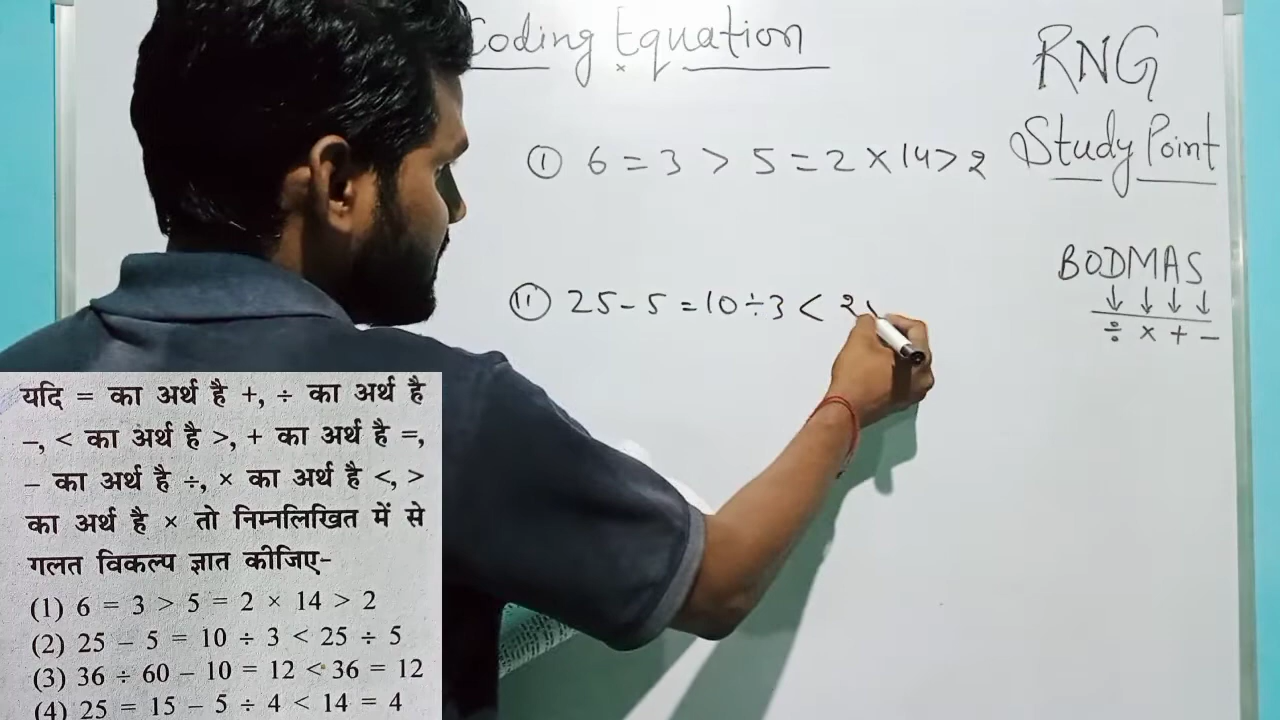 Coding Equation
RNG
Study Point
① 6 = 3 > 5 = 2 × 14 > 2
BODMAS
↓ ↓ ↓ ↓
÷ × + −
(ii) 25 - 5 = 10 ÷ 3 < 2
यदि = का अर्थ है +, ÷ का अर्थ है
–, < का अर्थ है >, + का अर्थ है =,
– का अर्थ है ÷, × का अर्थ है <, >
का अर्थ है × तो निम्नलिखित में से
गलत विकल्प ज्ञात कीजिए-
(1) 6 = 3 > 5 = 2 × 14 > 2
(2) 25 – 5 = 10 ÷ 3 < 25 ÷ 5
(3) 36 ÷ 60 – 10 = 12 < 36 = 12
(4) 25 = 15 – 5 ÷ 4 < 14 = 4